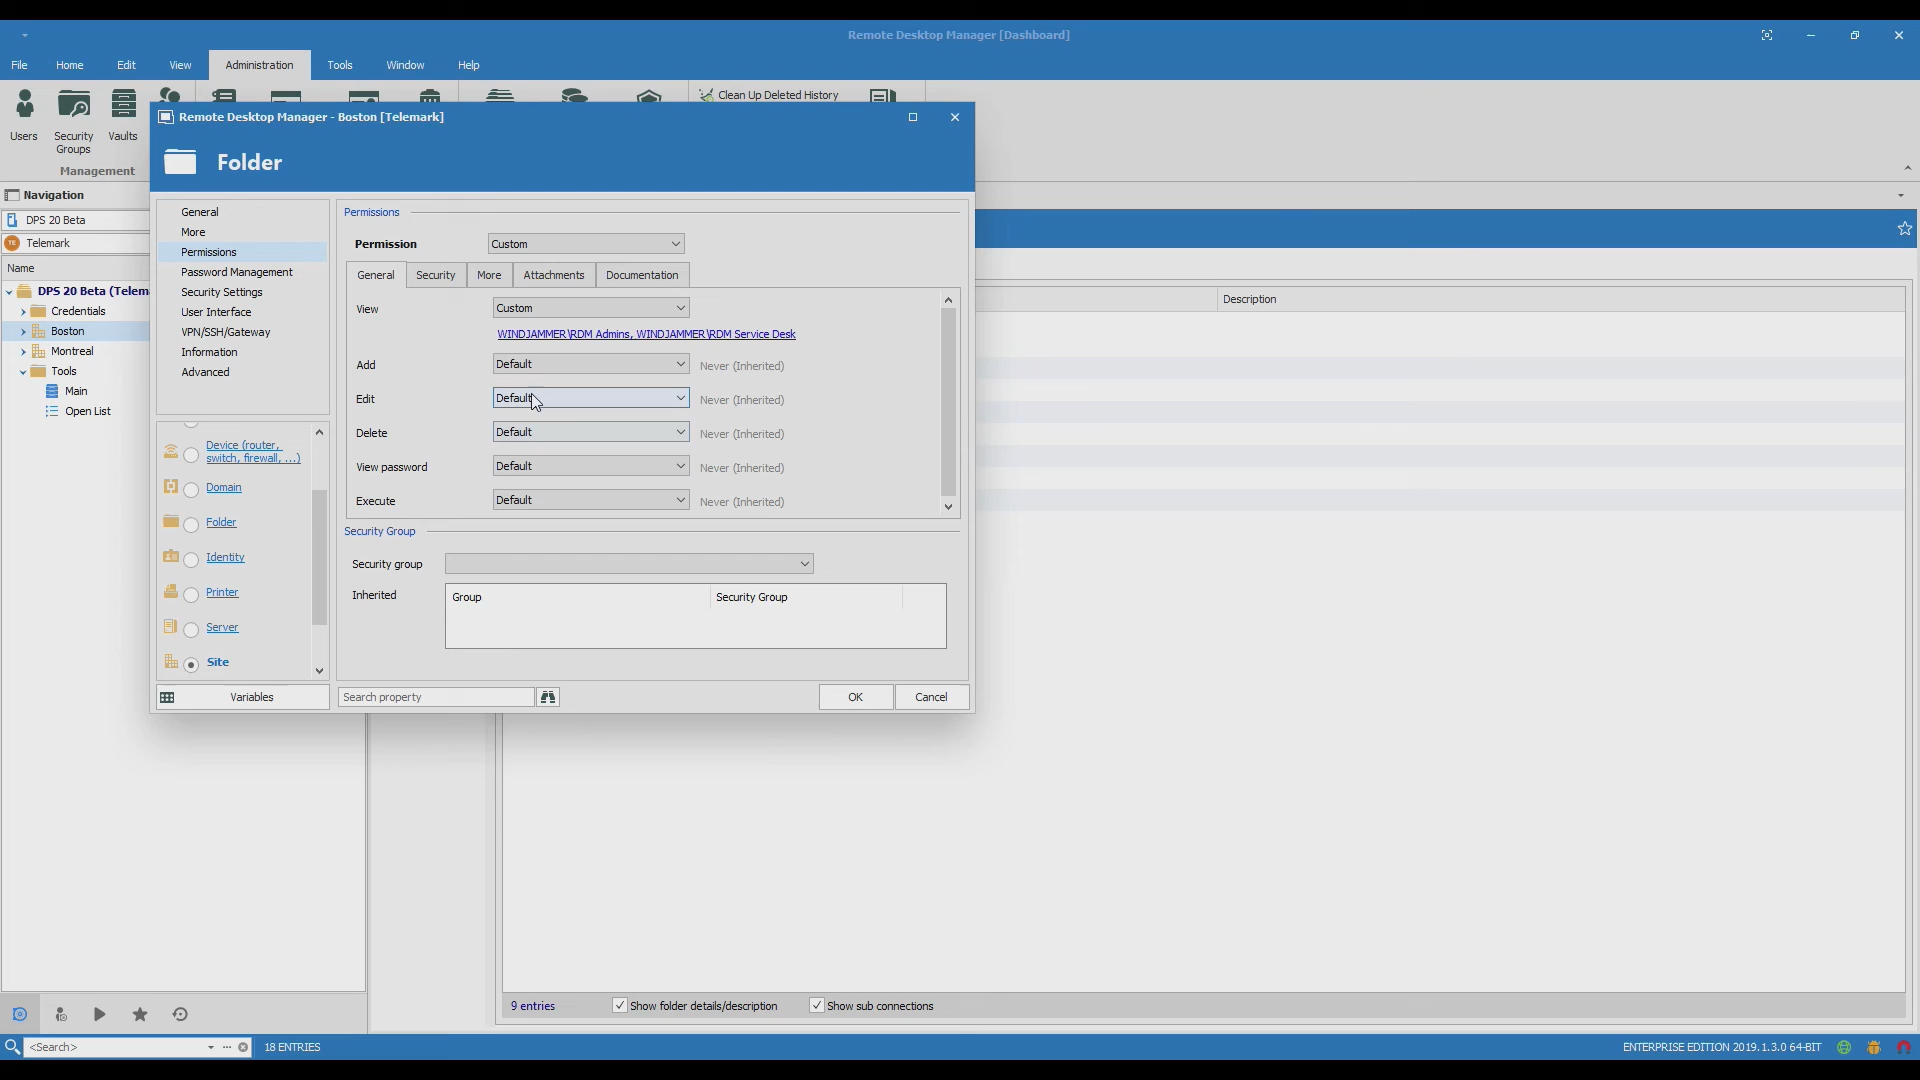 Remote Desktop Manager [Dashboard]
File Home Edit View Administration Tools Window Help
Users
Security Groups
Vaults
Clean Up Deleted History
Management
Remote Desktop Manager - Boston [Telemark]
Folder
Navigation
DPS 20 Beta
TE Telemark
Name
DPS 20 Beta (Telem
Credentials
Boston
Montreal
Tools
Main
Open List
General
More
Permissions
Password Management
Security Settings
User Interface
VPN/SSH/Gateway
Information
Advanced
Device (router,
switch, firewall, ...)
Domain
Folder
Identity
Printer
Server
Site
Variables
Permissions
Permission Custom
General Security More Attachments Documentation
View Custom
WINDJAMMER\RDM Admins, WINDJAMMER\RDM Service Desk
Add Default Never (Inherited)
Edit Default Never (Inherited)
Delete Default Never (Inherited)
View password Default Never (Inherited)
Execute Default Never (Inherited)
Security Group
Security group
Inherited Group Security Group
Search property OK Cancel
Description
9 entries Show folder details/description Show sub connections
<Search> 18 ENTRIES ENTERPRISE EDITION 2019.1.3.0 64-BIT